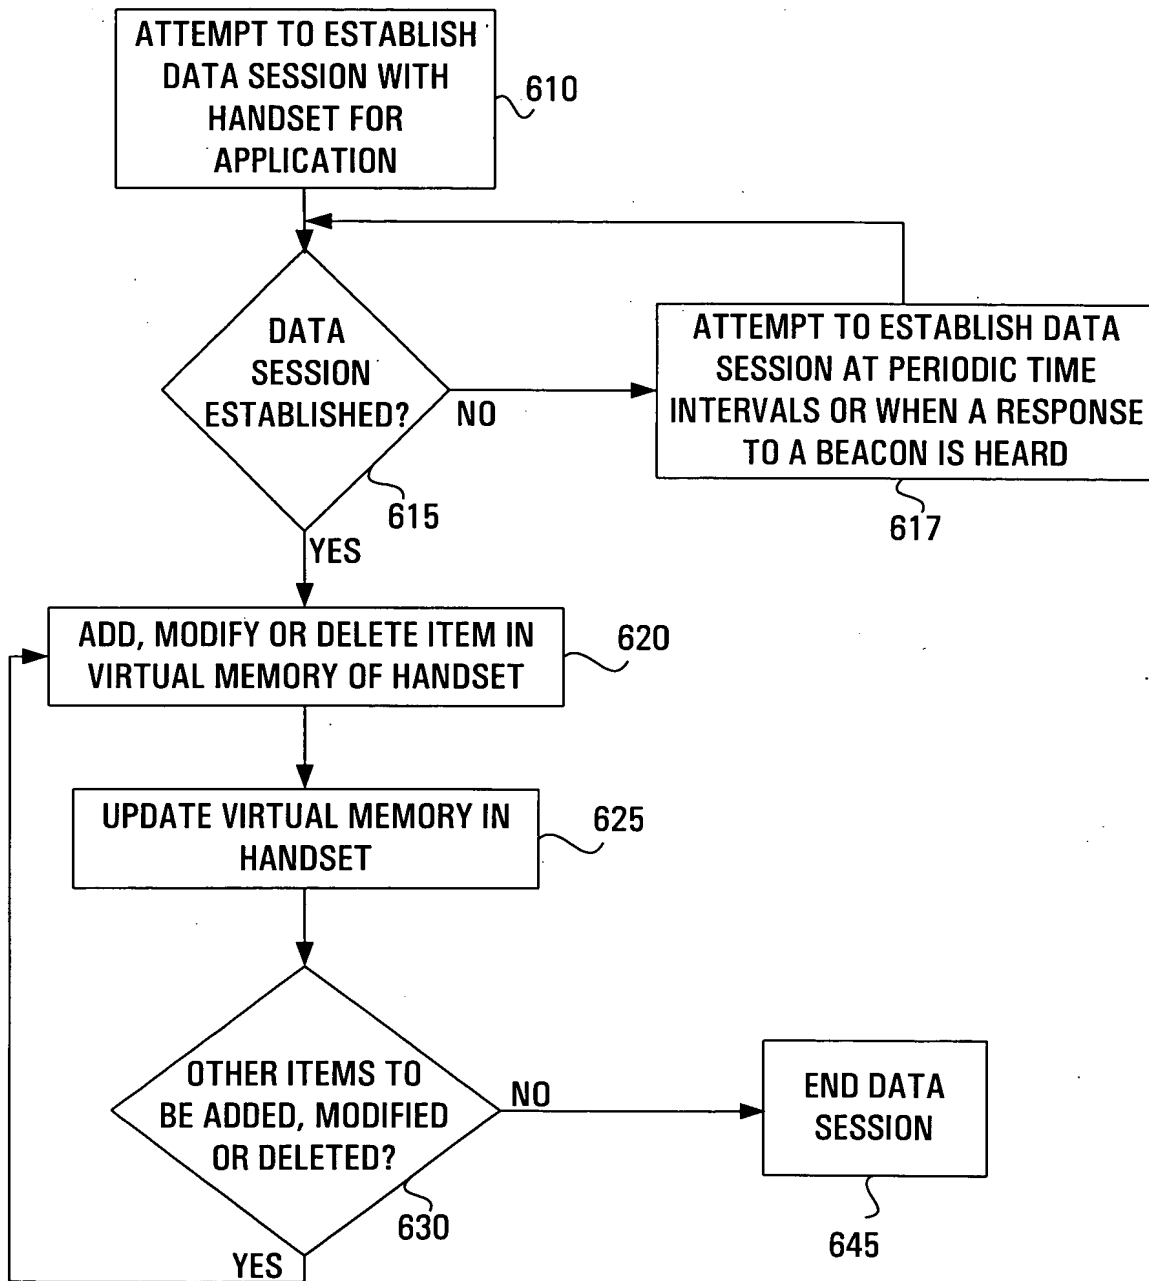 ATTEMPT TO ESTABLISH
DATA SESSION WITH
HANDSET FOR
APPLICATION
610
DATA
SESSION
ESTABLISHED?
NO
615
YES
ATTEMPT TO ESTABLISH DATA
SESSION AT PERIODIC TIME
INTERVALS OR WHEN A RESPONSE
TO A BEACON IS HEARD
617
ADD, MODIFY OR DELETE ITEM IN
VIRTUAL MEMORY OF HANDSET
620
UPDATE VIRTUAL MEMORY IN
HANDSET
625
OTHER ITEMS TO
BE ADDED, MODIFIED
OR DELETED?
NO
630
YES
END DATA
SESSION
645